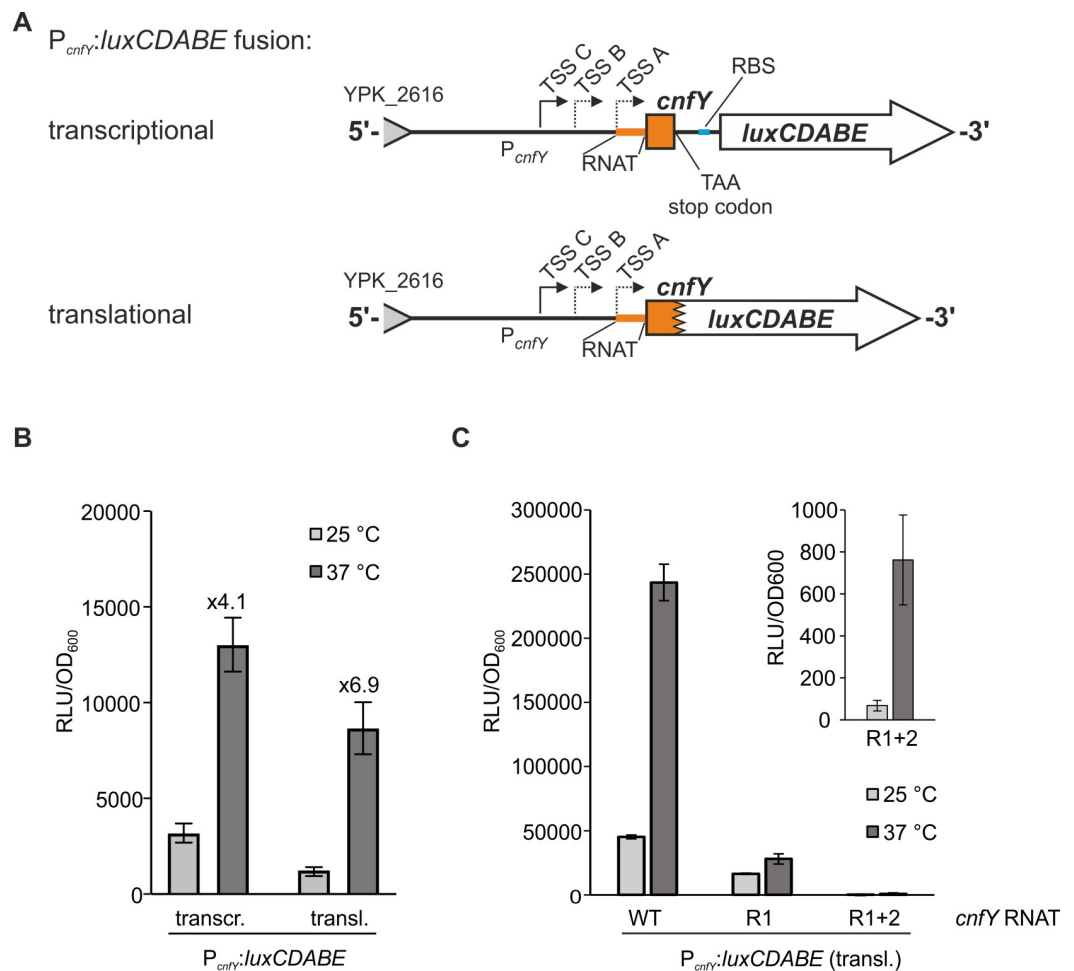 A
PcnfY:luxCDABE fusion:
transcriptional
YPK_2616
5'-
PcnfY
TSS C
TSS B
TSS A
RNAT
cnfY
RBS
TAA
stop codon
luxCDABE
-3'
translational
YPK_2616
5'-
PcnfY
TSS C
TSS B
TSS A
RNAT
cnfY
luxCDABE
-3'
B
RLU/OD600
20000
15000
10000
5000
0
25 °C
37 °C
x4.1
x6.9
transcr. transl.
PcnfY:luxCDABE
C
RLU/OD600
300000
250000
200000
150000
100000
50000
0
RLU/OD600
1000
800
600
400
200
0
R1+2
25 °C
37 °C
WT R1 R1+2 cnfY RNAT
PcnfY:luxCDABE (transl.)